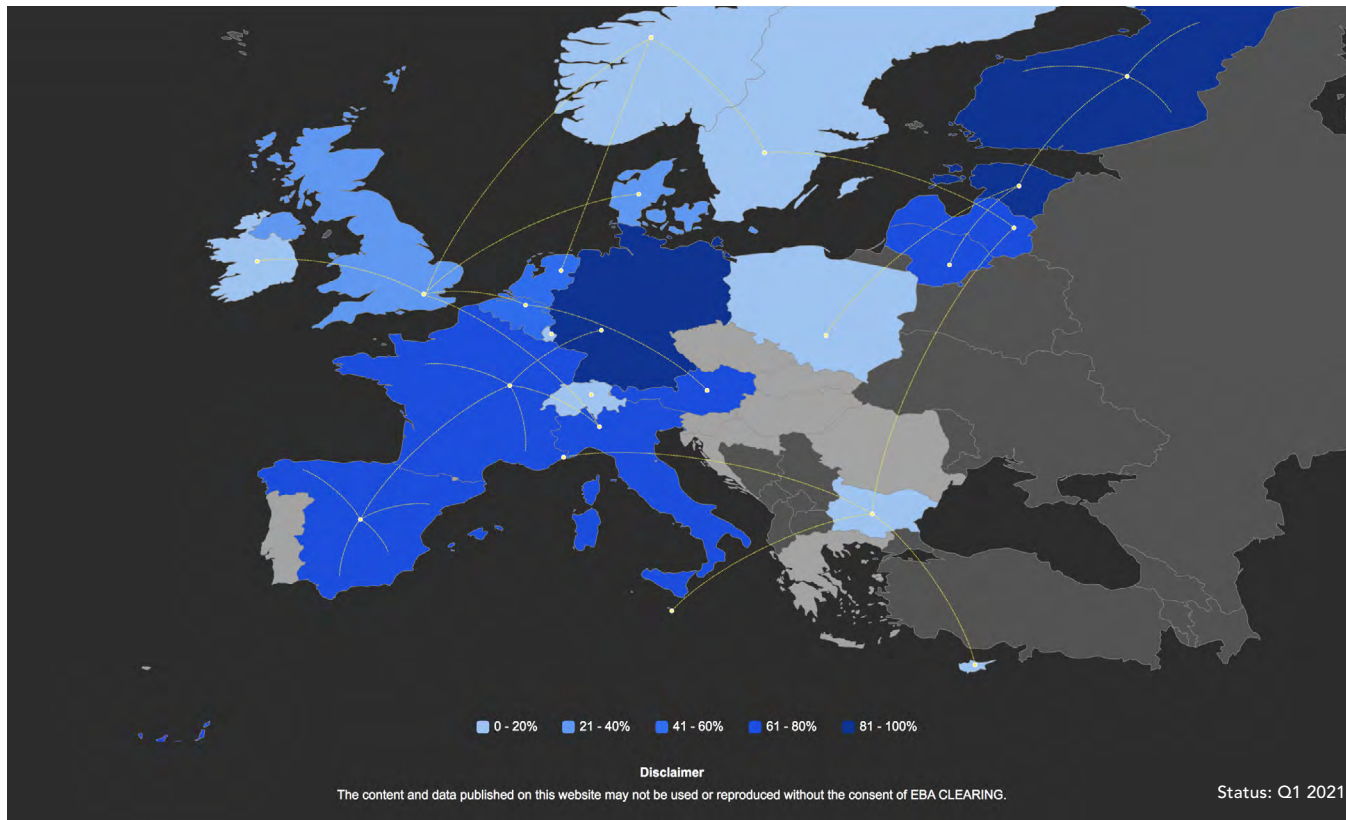 0 - 20%
21 - 40%
41 - 60%
61 - 80%
81 - 100%
Disclaimer
The content and data published on this website may not be used or reproduced without the consent of EBA CLEARING.
Status: Q1 2021